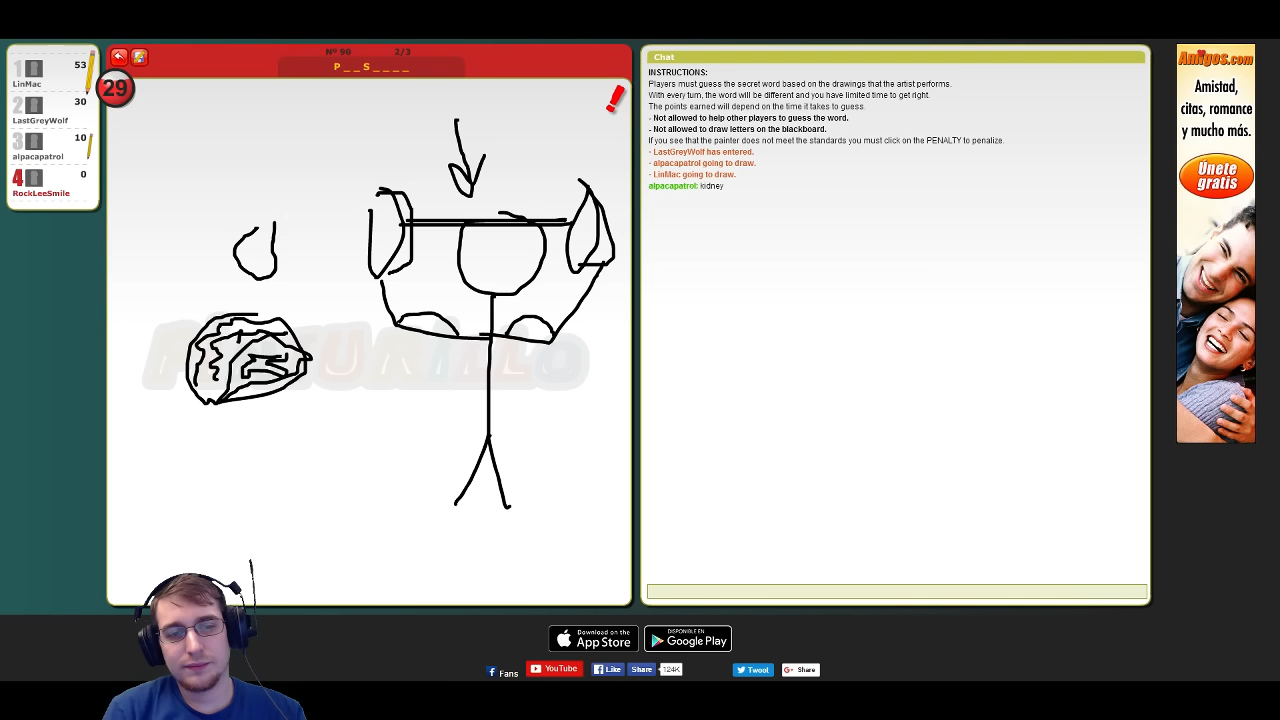 Nº 90 2/3
P _ _ S _ _ _ _
29
1 53
LinMac
2 30
LastGreyWolf
3 10
alpacapatrol
4 0
RockLeeSmile
Chat
INSTRUCTIONS:
Players must guess the secret word based on the drawings that the artist performs.
With every turn, the word will be different and you have limited time to get right.
The points earned will depend on the time it takes to guess.
- Not allowed to help other players to guess the word.
- Not allowed to draw letters on the blackboard.
If you see that the painter does not meet the standards you must click on the PENALTY to penalize.
- LastGreyWolf has entered.
- alpacapatrol going to draw.
- LinMac going to draw.
alpacapatrol: kidney
Amigos.com
Amistad,
citas, romance
y mucho más.
Únete
gratis
Download on the
App Store
DISPONIBLE EN
Google Play
Fans
YouTube
Like
Share
124K
Tweet
G+ Share